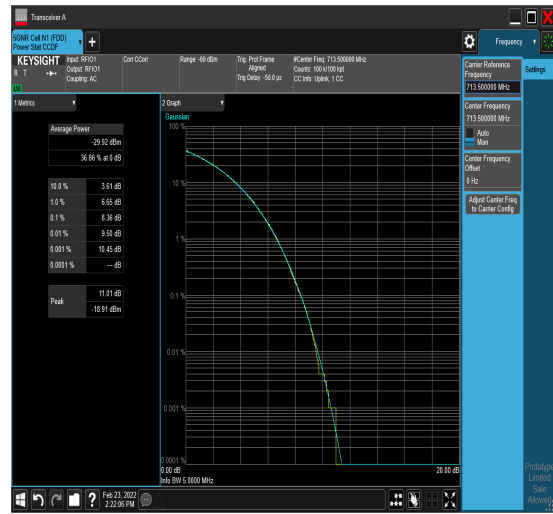 Transceiver A
5GNR Cell N1 (FDD)
Power Stat CCDF
Frequency
KEYSIGHT
R T
Input: RFIO1
Output: RFIO1
Coupling: AC
Corr CCorr
Range: -60 dBm
Trig: Prot Frame
Aligned
Trig Delay: -50.0 µs
#Center Freq: 713.500000 MHz
Counts: 100 k/100 kpt
CC Info: Uplink, 1 CC
1 Metrics
Average Power
-29.92 dBm
36.86 % at 0 dB
10.0 % 3.61 dB
1.0 % 6.65 dB
0.1 % 8.36 dB
0.01 % 9.50 dB
0.001 % 10.45 dB
0.0001 % --- dB
Peak
11.01 dB
-18.91 dBm
2 Graph
Gaussian
100 %
10 %
1 %
0.1 %
0.01 %
0.001 %
0.0001 %
0.00 dB 20.00 dB
Info BW 5.0000 MHz
Carrier Reference
Frequency
713.500000 MHz
Center Frequency
713.500000 MHz
Auto
Man
Center Frequency
Offset
0 Hz
Adjust Center Freq
to Carrier Config
Settings
Prototype
Limited
Sale
Allowed
?
Feb 23, 2022
2:22:06 PM